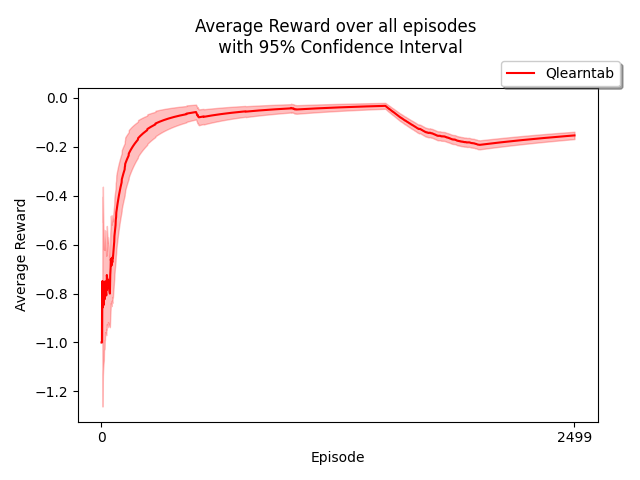 Average Reward over all episodes
with 95% Confidence Interval
Qlearntab
0.0
−0.2
−0.4
−0.6
−0.8
−1.0
−1.2
Average Reward
0
2499
Episode